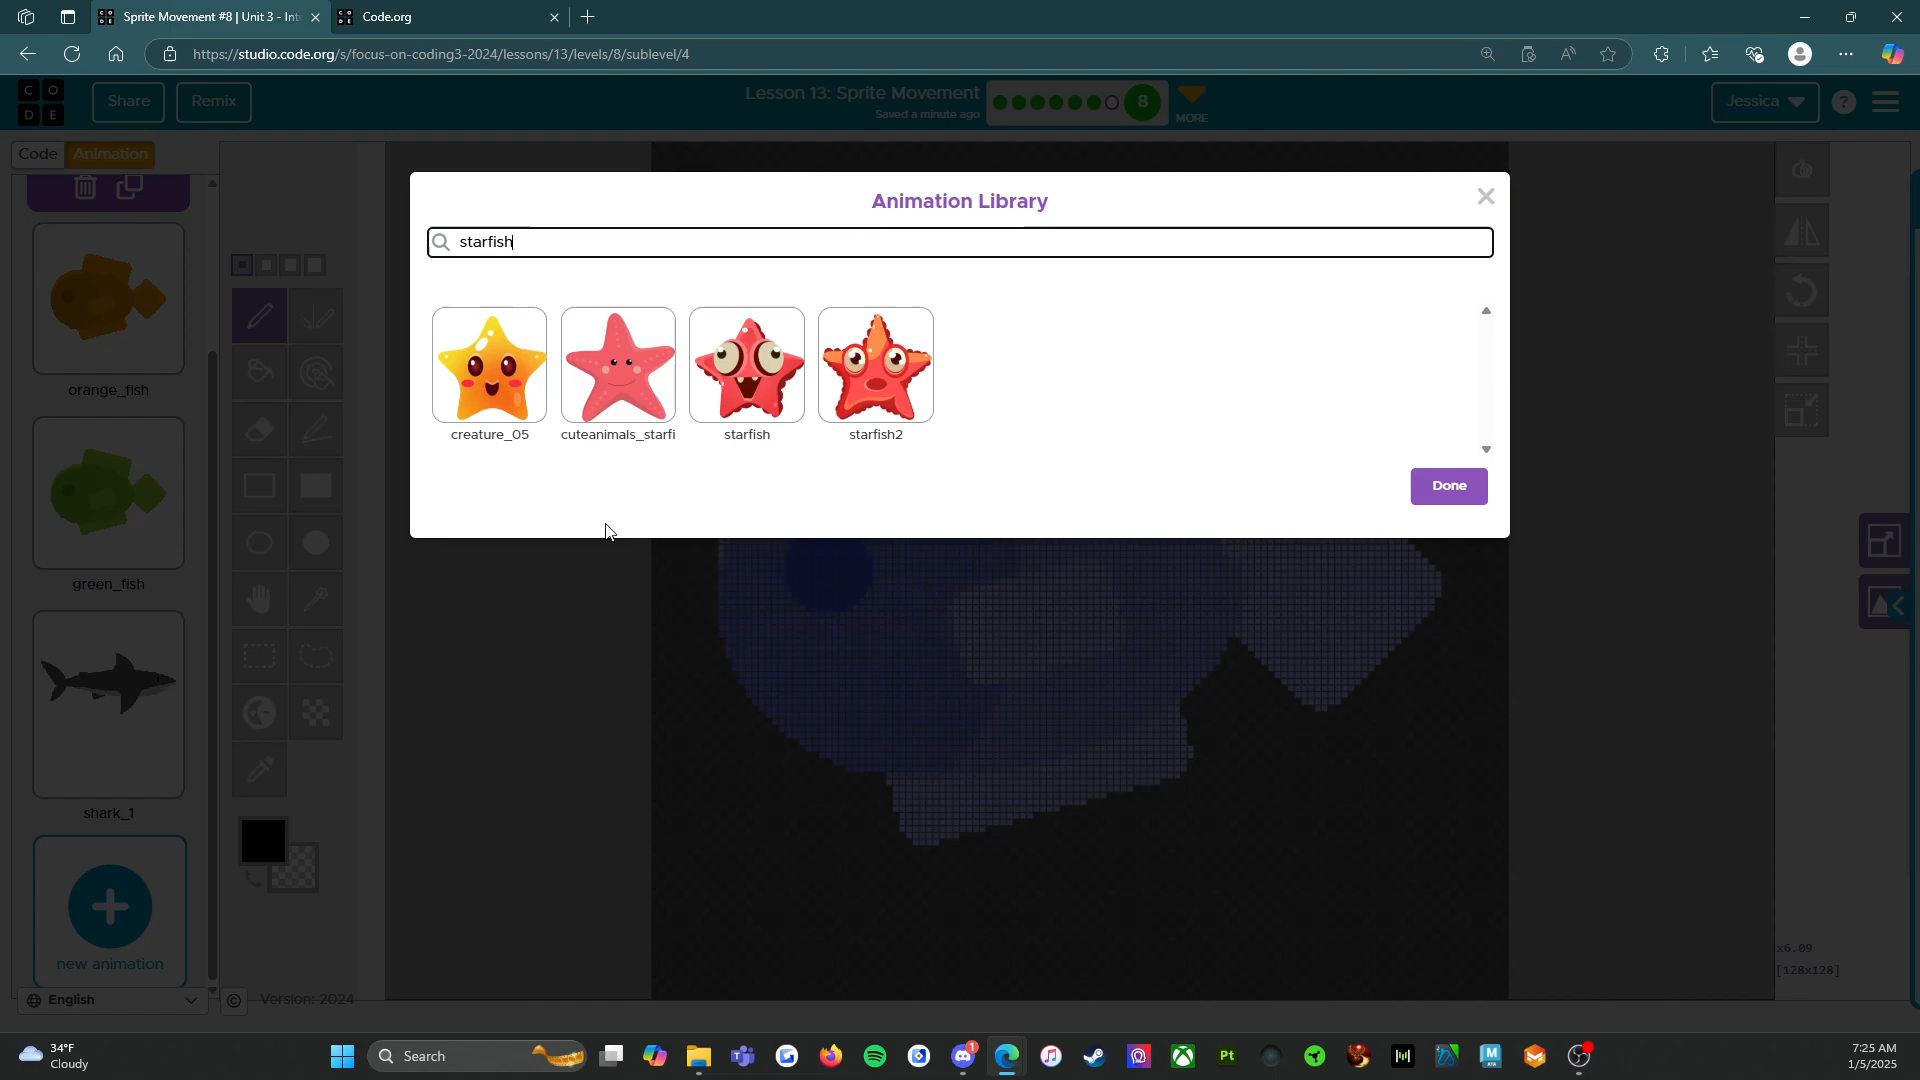 Sprite Movement #8 | Unit 3 - Int
Code.org
https://studio.code.org/s/focus-on-coding3-2024/lessons/13/levels/8/sublevel/4
C O
D E
Share
Remix
Lesson 13: Sprite Movement
Saved a minute ago
8
MORE
Jessica
?
Code
Animation
Animation Library
starfish
creature_05
cuteanimals_starfi
starfish
starfish2
Done
orange_fish
green_fish
shark_1
new animation
x6.09
[128x128]
English
©
Version: 2024
34°F
Cloudy
Search
1
Pt
7:25 AM
1/5/2025